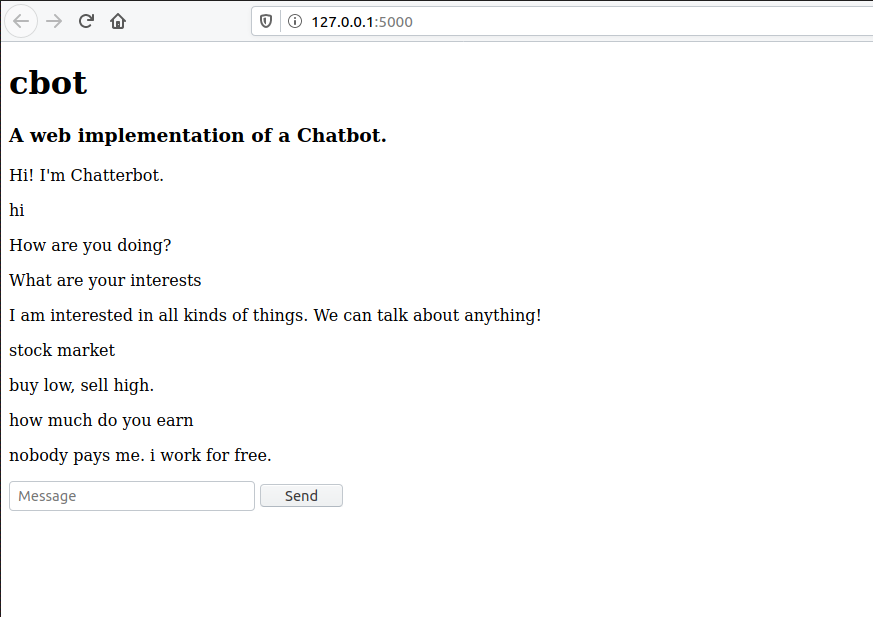 127.0.0.1:5000
cbot
A web implementation of a Chatbot.
Hi! I'm Chatterbot.
hi
How are you doing?
What are your interests
I am interested in all kinds of things. We can talk about anything!
stock market
buy low, sell high.
how much do you earn
nobody pays me. i work for free.
Message Send